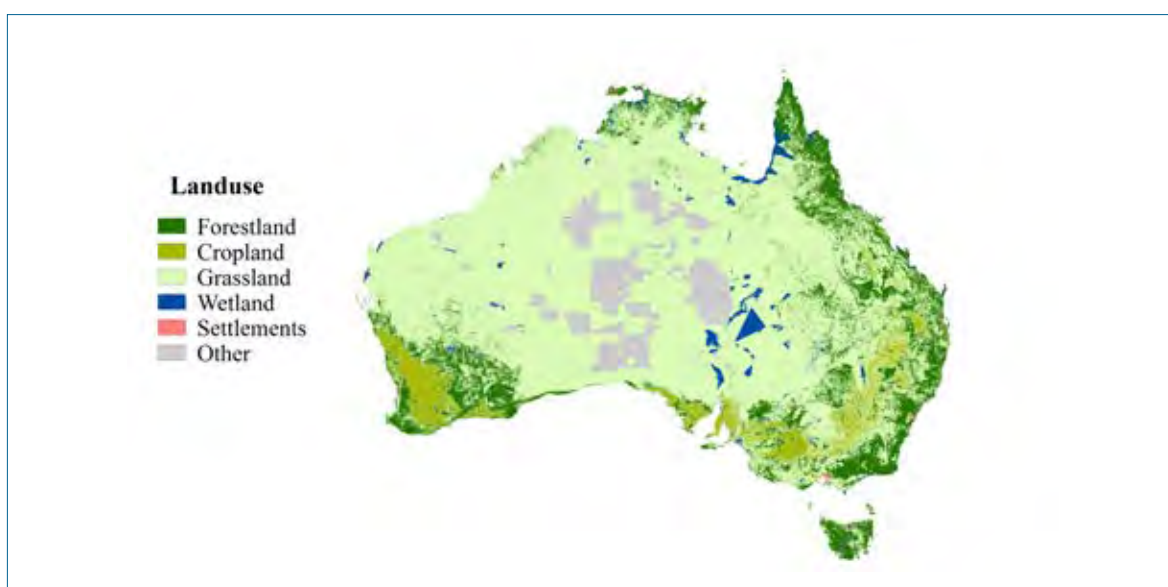 Landuse
Forestland
Cropland
Grassland
Wetland
Settlements
Other